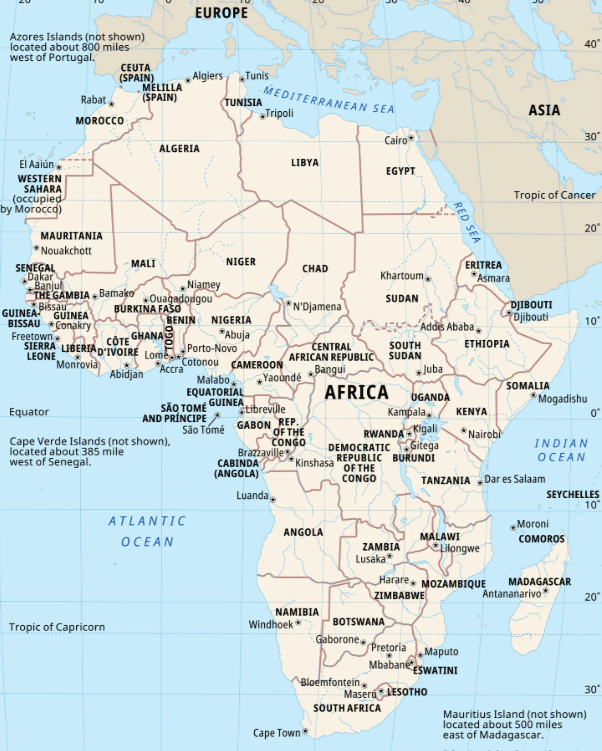 20°
0°
10°
20°
30°
40°
50°
EUROPE
Azores Islands (not shown)
located about 800 miles
west of Portugal.
40°
CEUTA
(SPAIN)
MELILLA
(SPAIN)
Algiers
Tunis
TUNISIA
MEDITERRANEAN SEA
Rabat
MOROCCO
Tripoli
ASIA
Cairo
30°
ALGERIA
LIBYA
EGYPT
El Aaiún
WESTERN
SAHARA
(occupied
by Morocco)
Tropic of Cancer
RED SEA
20°
MAURITANIA
Nouakchott
MALI
NIGER
CHAD
Khartoum
SUDAN
ERITREA
Asmara
SENEGAL
Dakar
Banjul
THE GAMBIA
Bamako
Niamey
Ouagadougou
BURKINA FASO
N'Djamena
DJIBOUTI
Djibouti
Bissau
GUINEA-
BISSAU
GUINEA
Conakry
BENIN
NIGERIA
Abuja
Addis Ababa
10°
ETHIOPIA
Freetown
SIERRA
LEONE
LIBERIA
Monrovia
CÔTE
D'IVOIRE
Abidjan
GHANA
TOGO
Lome
Accra
Porto-Novo
Cotonou
CENTRAL
AFRICAN REPUBLIC
Bangui
SOUTH
SUDAN
Juba
CAMEROON
Yaoundé
Malabo
EQUATORIAL
GUINEA
AFRICA
UGANDA
Kampala
KENYA
Nairobi
SOMALIA
Mogadishu
Equator
0°
SÃO TOMÉ
AND PRÍNCIPE
São Tomé
Libreville
GABON
REP.
OF THE
CONGO
Brazzaville
Kinshasa
CABINDA
(ANGOLA)
DEMOCRATIC
REPUBLIC
OF THE
CONGO
RWANDA
Kigali
Gitega
BURUNDI
INDIAN
OCEAN
Cape Verde Islands (not shown),
located about 385 mile
west of Senegal.
TANZANIA
Dar es Salaam
SEYCHELLES
10°
Luanda
ATLANTIC
OCEAN
ANGOLA
ZAMBIA
Lusaka
MALAWI
Lilongwe
Moroni
COMOROS
Harare
ZIMBABWE
MOZAMBIQUE
MADAGASCAR
Antananarivo
20°
Tropic of Capricorn
NAMIBIA
Windhoek
BOTSWANA
Gaborone
Pretoria
Maputo
Mbabane
ESWATINI
Bloemfontein
Maseru
LESOTHO
30°
SOUTH AFRICA
Cape Town
Mauritius Island (not shown)
located about 500 miles
east of Madagascar.